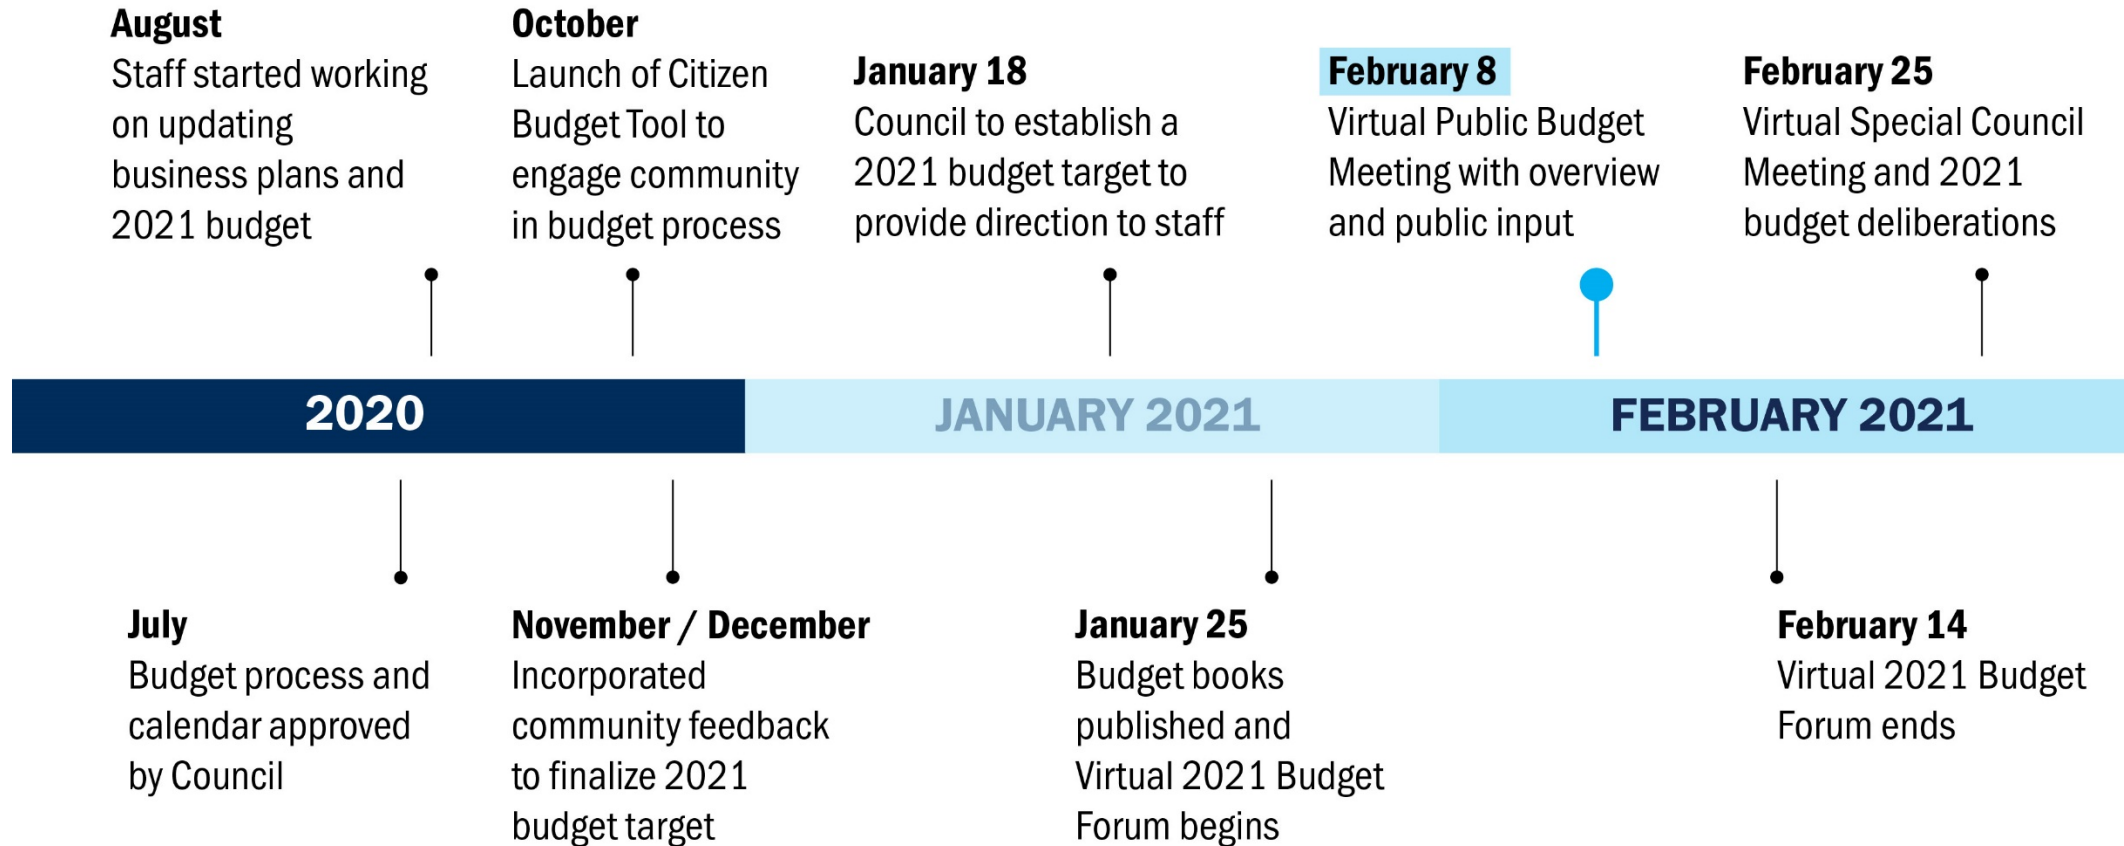 August
Staff started working
on updating
business plans and
2021 budget
October
Launch of Citizen
Budget Tool to
engage community
in budget process
January 18
Council to establish a
2021 budget target to
provide direction to staff
February 8
Virtual Public Budget
Meeting with overview
and public input
February 25
Virtual Special Council
Meeting and 2021
budget deliberations
2020
JANUARY 2021
FEBRUARY 2021
July
Budget process and
calendar approved
by Council
November / December
Incorporated
community feedback
to finalize 2021
budget target
January 25
Budget books
published and
Virtual 2021 Budget
Forum begins
February 14
Virtual 2021 Budget
Forum ends